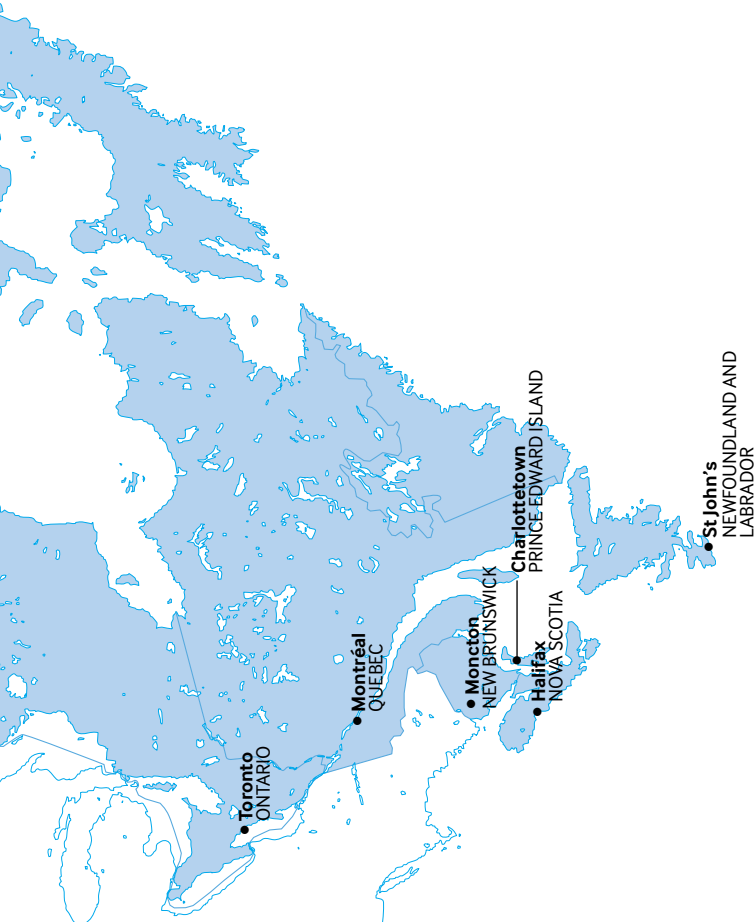 Toronto
ONTARIO
Montréal
QUEBEC
Moncton
NEW BRUNSWICK
Charlottetown
PRINCE EDWARD ISLAND
Halifax
NOVA SCOTIA
St John's
NEWFOUNDLAND AND
LABRADOR